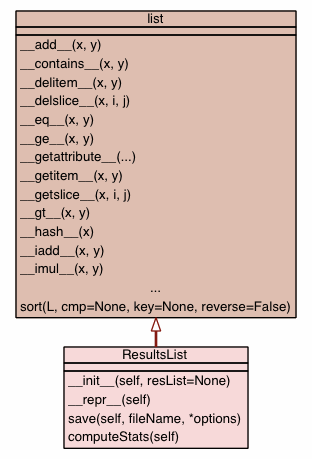 list
__add__(x, y)
__contains__(x, y)
__delitem__(x, y)
__delslice__(x, i, j)
__eq__(x, y)
__ge__(x, y)
__getattribute__(...)
__getitem__(x, y)
__getslice__(x, i, j)
__gt__(x, y)
__hash__(x)
__iadd__(x, y)
__imul__(x, y)
...
sort(L, cmp=None, key=None, reverse=False)
ResultsList
__init__(self, resList=None)
__repr__(self)
save(self, fileName, *options)
computeStats(self)